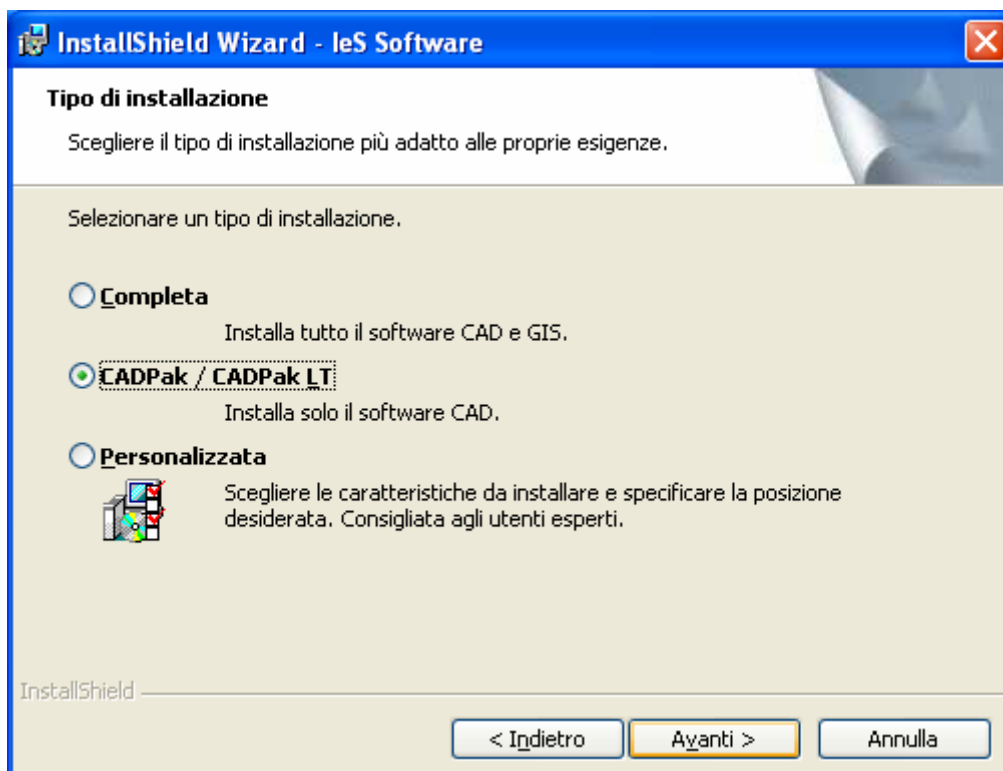 InstallShield Wizard - IeS Software
Tipo di installazione
Scegliere il tipo di installazione più adatto alle proprie esigenze.
Selezionare un tipo di installazione.
Completa
Installa tutto il software CAD e GIS.
CADPak / CADPak LT
Installa solo il software CAD.
Personalizzata
Scegliere le caratteristiche da installare e specificare la posizione
desiderata. Consigliata agli utenti esperti.
InstallShield
< Indietro
Avanti >
Annulla